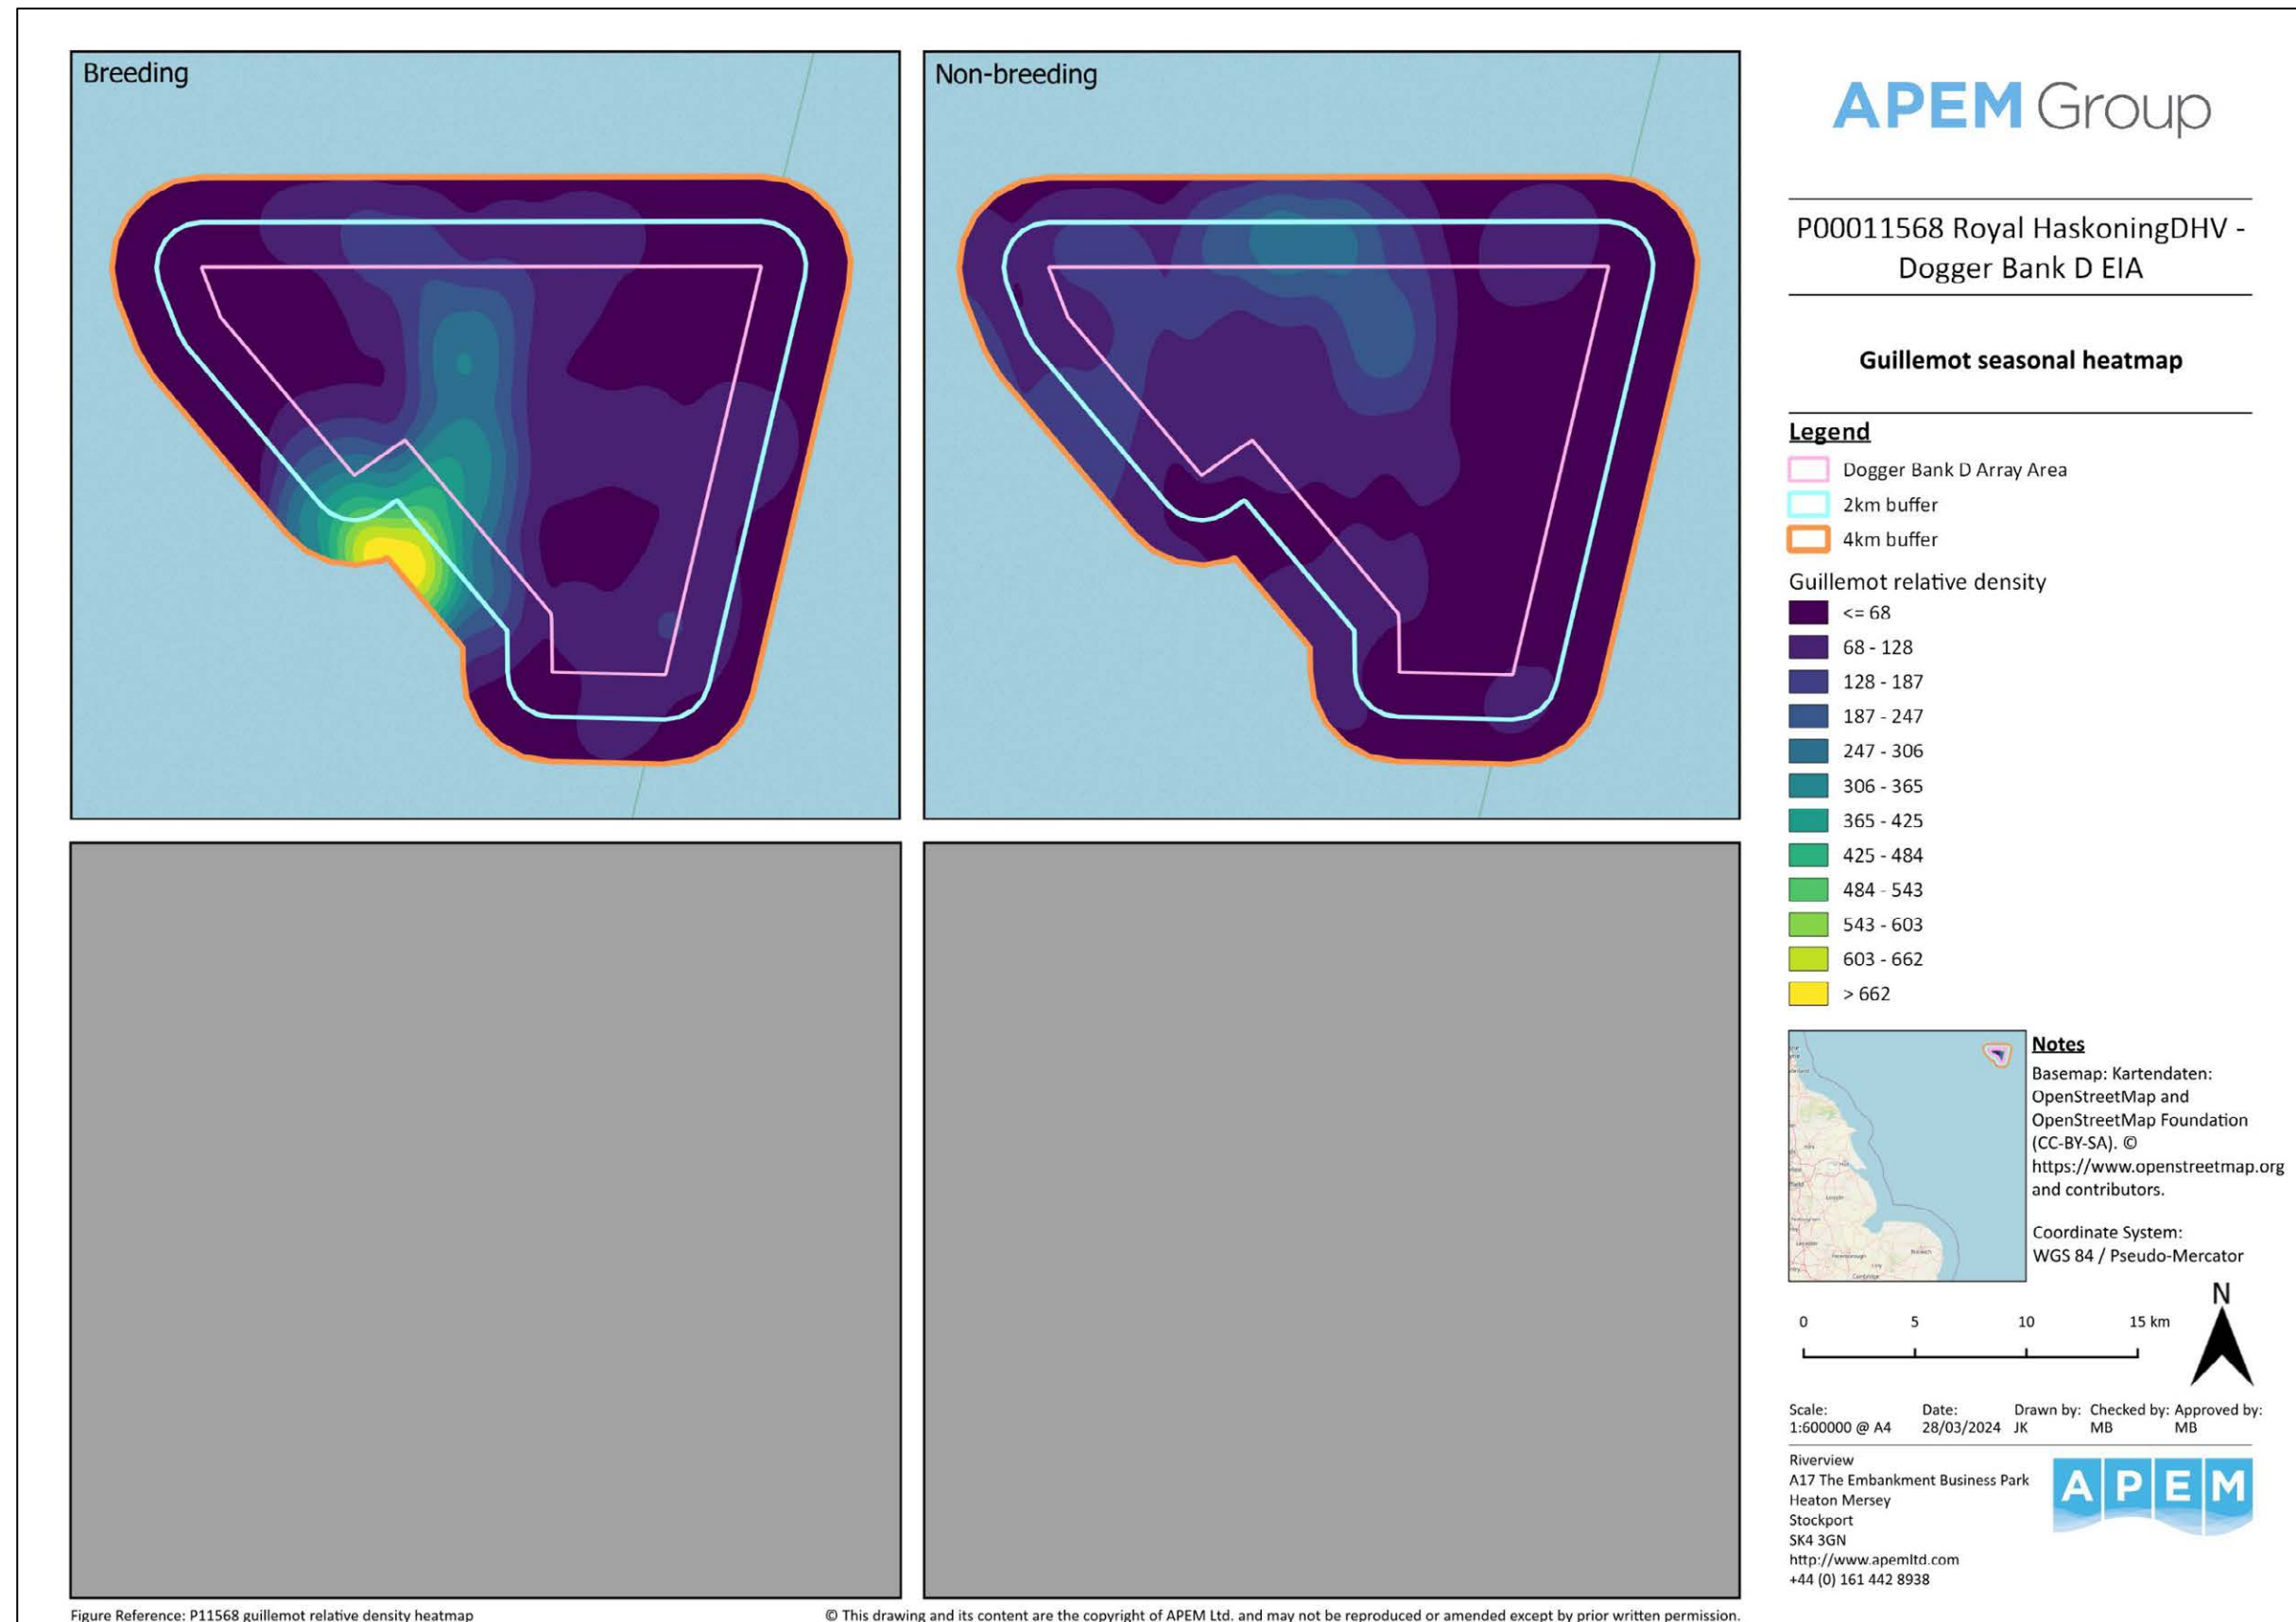 Breeding
Non-breeding
APEM Group
P00011568 Royal HaskoningDHV -
Dogger Bank D EIA
Guillemot seasonal heatmap
Legend
Dogger Bank D Array Area
2km buffer
4km buffer
Guillemot relative density
<= 68
68 - 128
128 - 187
187 - 247
247 - 306
306 - 365
365 - 425
425 - 484
484 - 543
543 - 603
603 - 662
> 662
Notes
Basemap: Kartendaten:
OpenStreetMap and
OpenStreetMap Foundation
(CC-BY-SA). ©
https://www.openstreetmap.org
and contributors.
Coordinate System:
WGS 84 / Pseudo-Mercator
Lincoln
Norwich
Peterborough
Cambridge
N
0 5 10 15 km
Scale: Date: Drawn by: Checked by: Approved by:
1:600000 @ A4 28/03/2024 JK MB MB
Riverview
A17 The Embankment Business Park
Heaton Mersey
Stockport
SK4 3GN
http://www.apemltd.com
+44 (0) 161 442 8938
APEM
Figure Reference: P11568 guillemot relative density heatmap
© This drawing and its content are the copyright of APEM Ltd. and may not be reproduced or amended except by prior written permission.